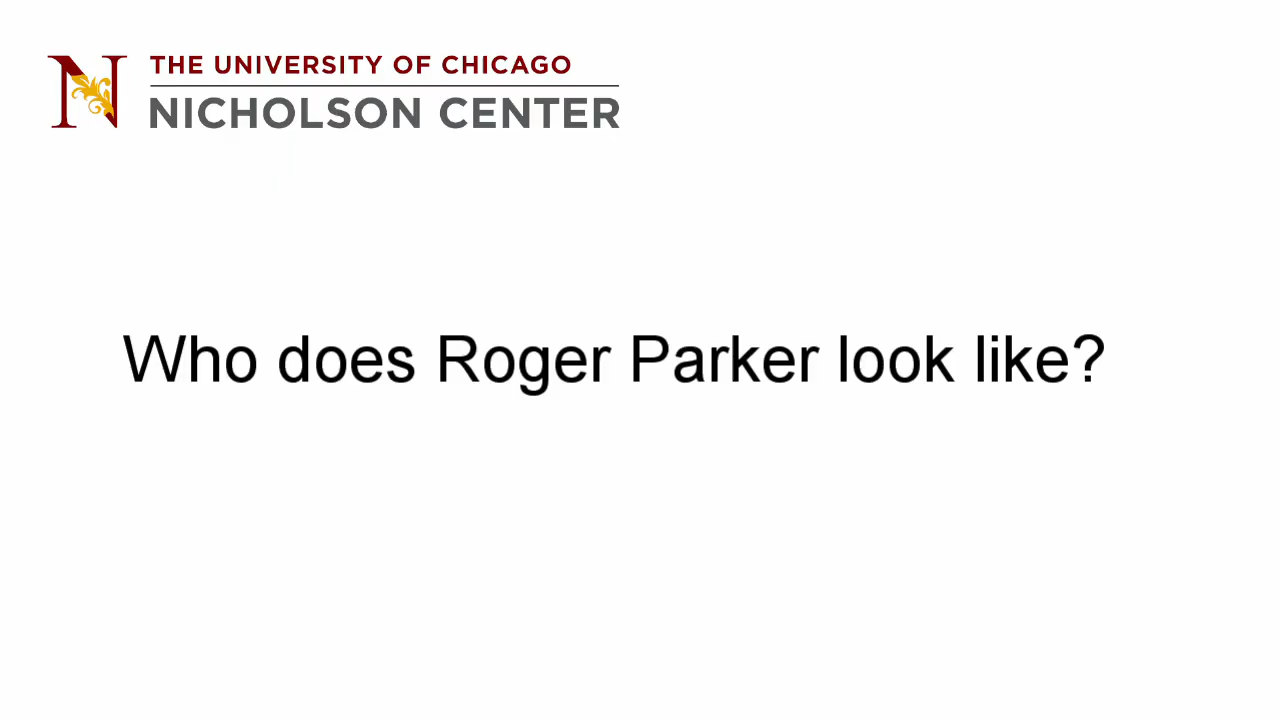 THE UNIVERSITY OF CHICAGO
NICHOLSON CENTER
Who does Roger Parker look like?